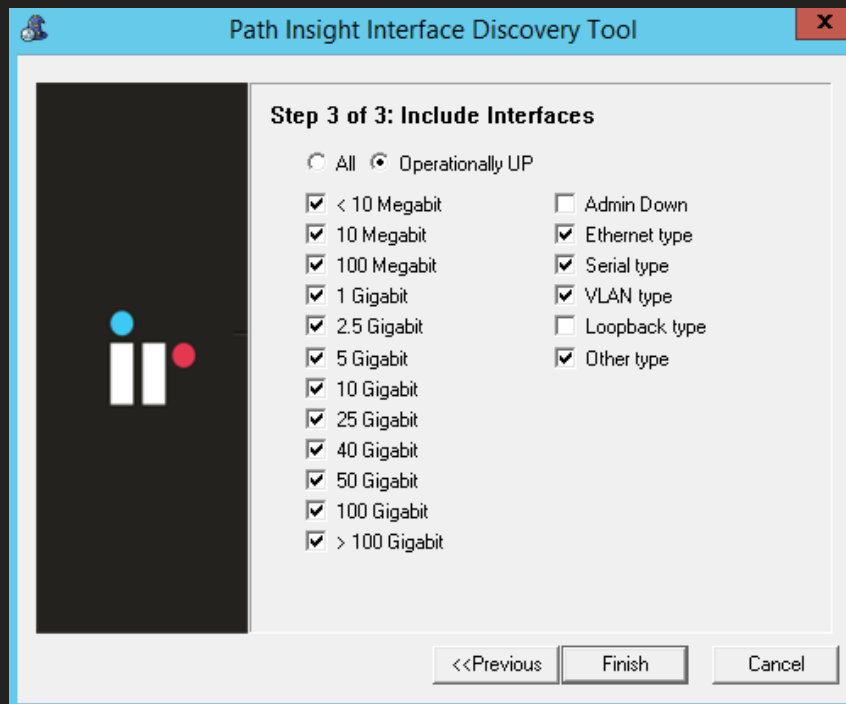 Path Insight Interface Discovery Tool
x
Step 3 of 3: Include Interfaces
All Operationally UP
< 10 Megabit
10 Megabit
100 Megabit
1 Gigabit
2.5 Gigabit
5 Gigabit
10 Gigabit
25 Gigabit
40 Gigabit
50 Gigabit
100 Gigabit
> 100 Gigabit
Admin Down
Ethernet type
Serial type
VLAN type
Loopback type
Other type
ir
<<Previous Finish Cancel